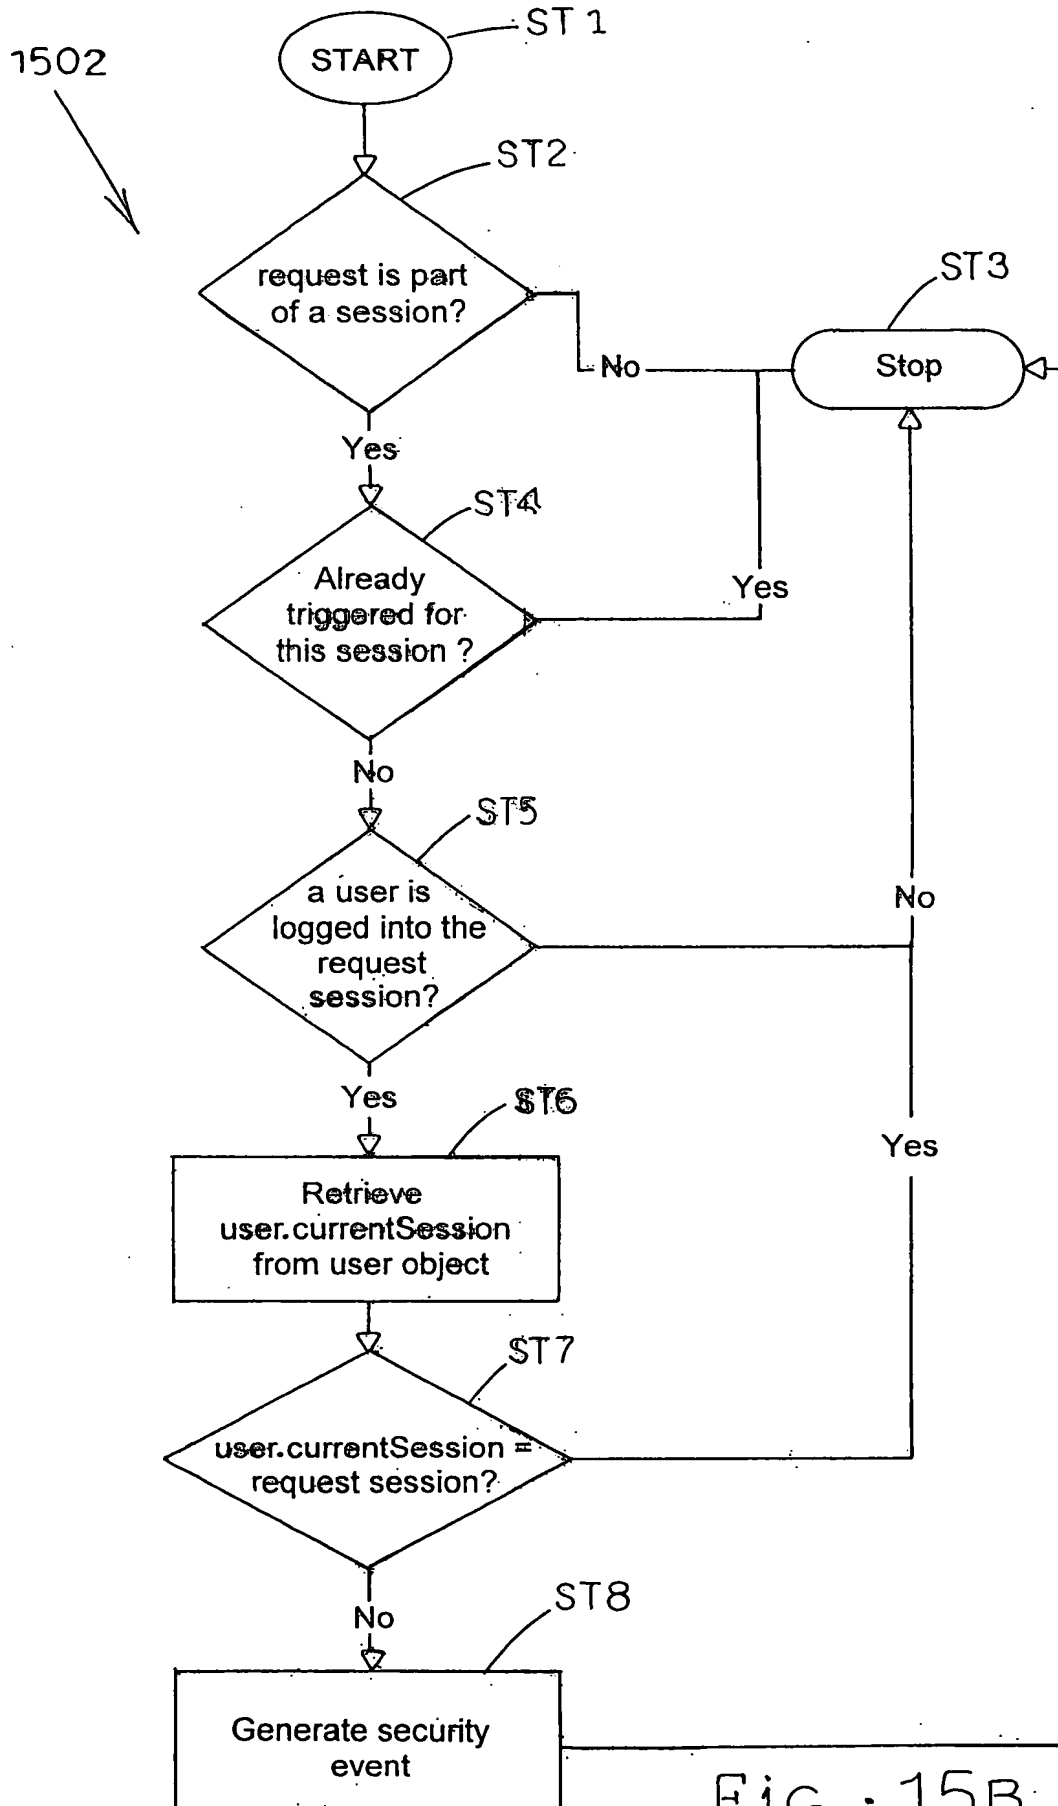 ST 1
1502
START
ST2
request is part
of a session?
ST3
Stop
No
Yes
ST4
Already
triggered for
this session ?
Yes
No
ST5
a user is
logged into the
request
session?
No
Yes
ST6
Yes
Retrieve
user.currentSession
from user object
ST7
user.currentSession =
request session?
ST8
No
Generate security
event
FiG. 15B